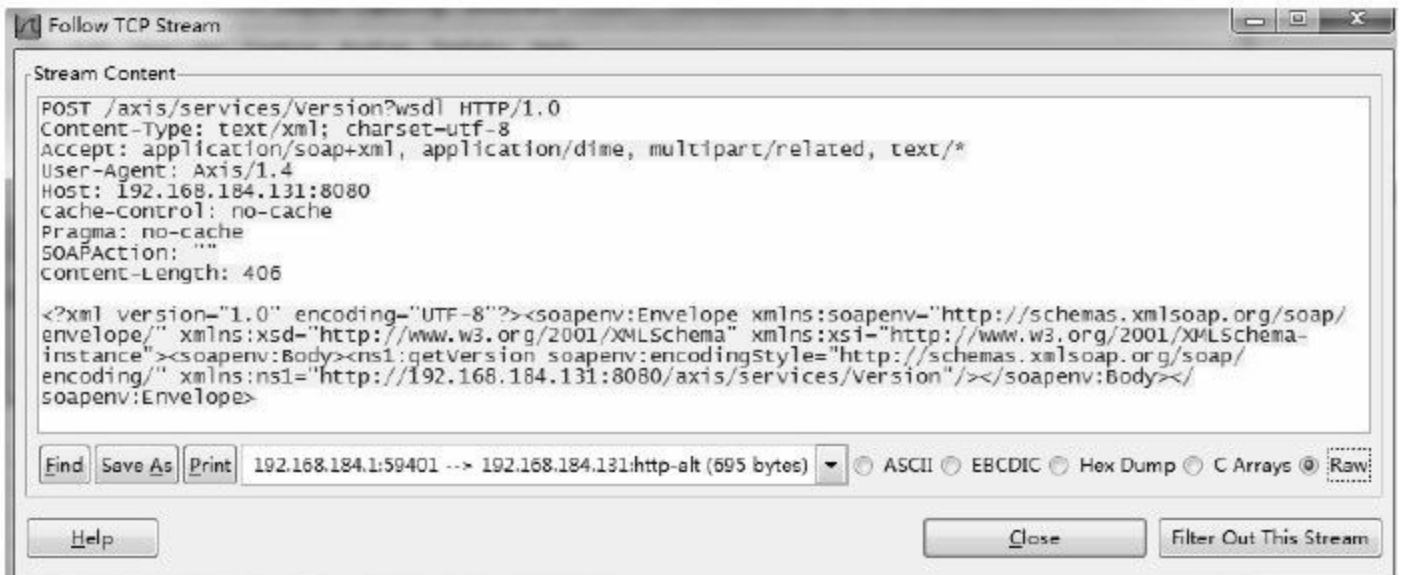 Follow TCP Stream
Stream Content
POST /axis/services/Version?wsdl HTTP/1.0
Content-Type: text/xml; charset=utf-8
Accept: application/soap+xml, application/dime, multipart/related, text/*
User-Agent: Axis/1.4
Host: 192.168.184.131:8080
Cache-Control: no-cache
Pragma: no-cache
SOAPAction: ""
Content-Length: 406
<?xml version="1.0" encoding="UTF-8"?><soapenv:Envelope xmlns:soapenv="http://schemas.xmlsoap.org/soap/
envelope/" xmlns:xsd="http://www.w3.org/2001/XMLSchema" xmlns:xsi="http://www.w3.org/2001/XMLSchema-
instance"><soapenv:Body><ns1:getVersion soapenv:encodingStyle="http://schemas.xmlsoap.org/soap/
encoding/" xmlns:ns1="http://192.168.184.131:8080/axis/services/Version"/></soapenv:Body></
soapenv:Envelope>
Find Save As Print 192.168.184.1:59401 --> 192.168.184.131:http-alt (695 bytes) ASCII EBCDIC Hex Dump C Arrays Raw
Help Close Filter Out This Stream